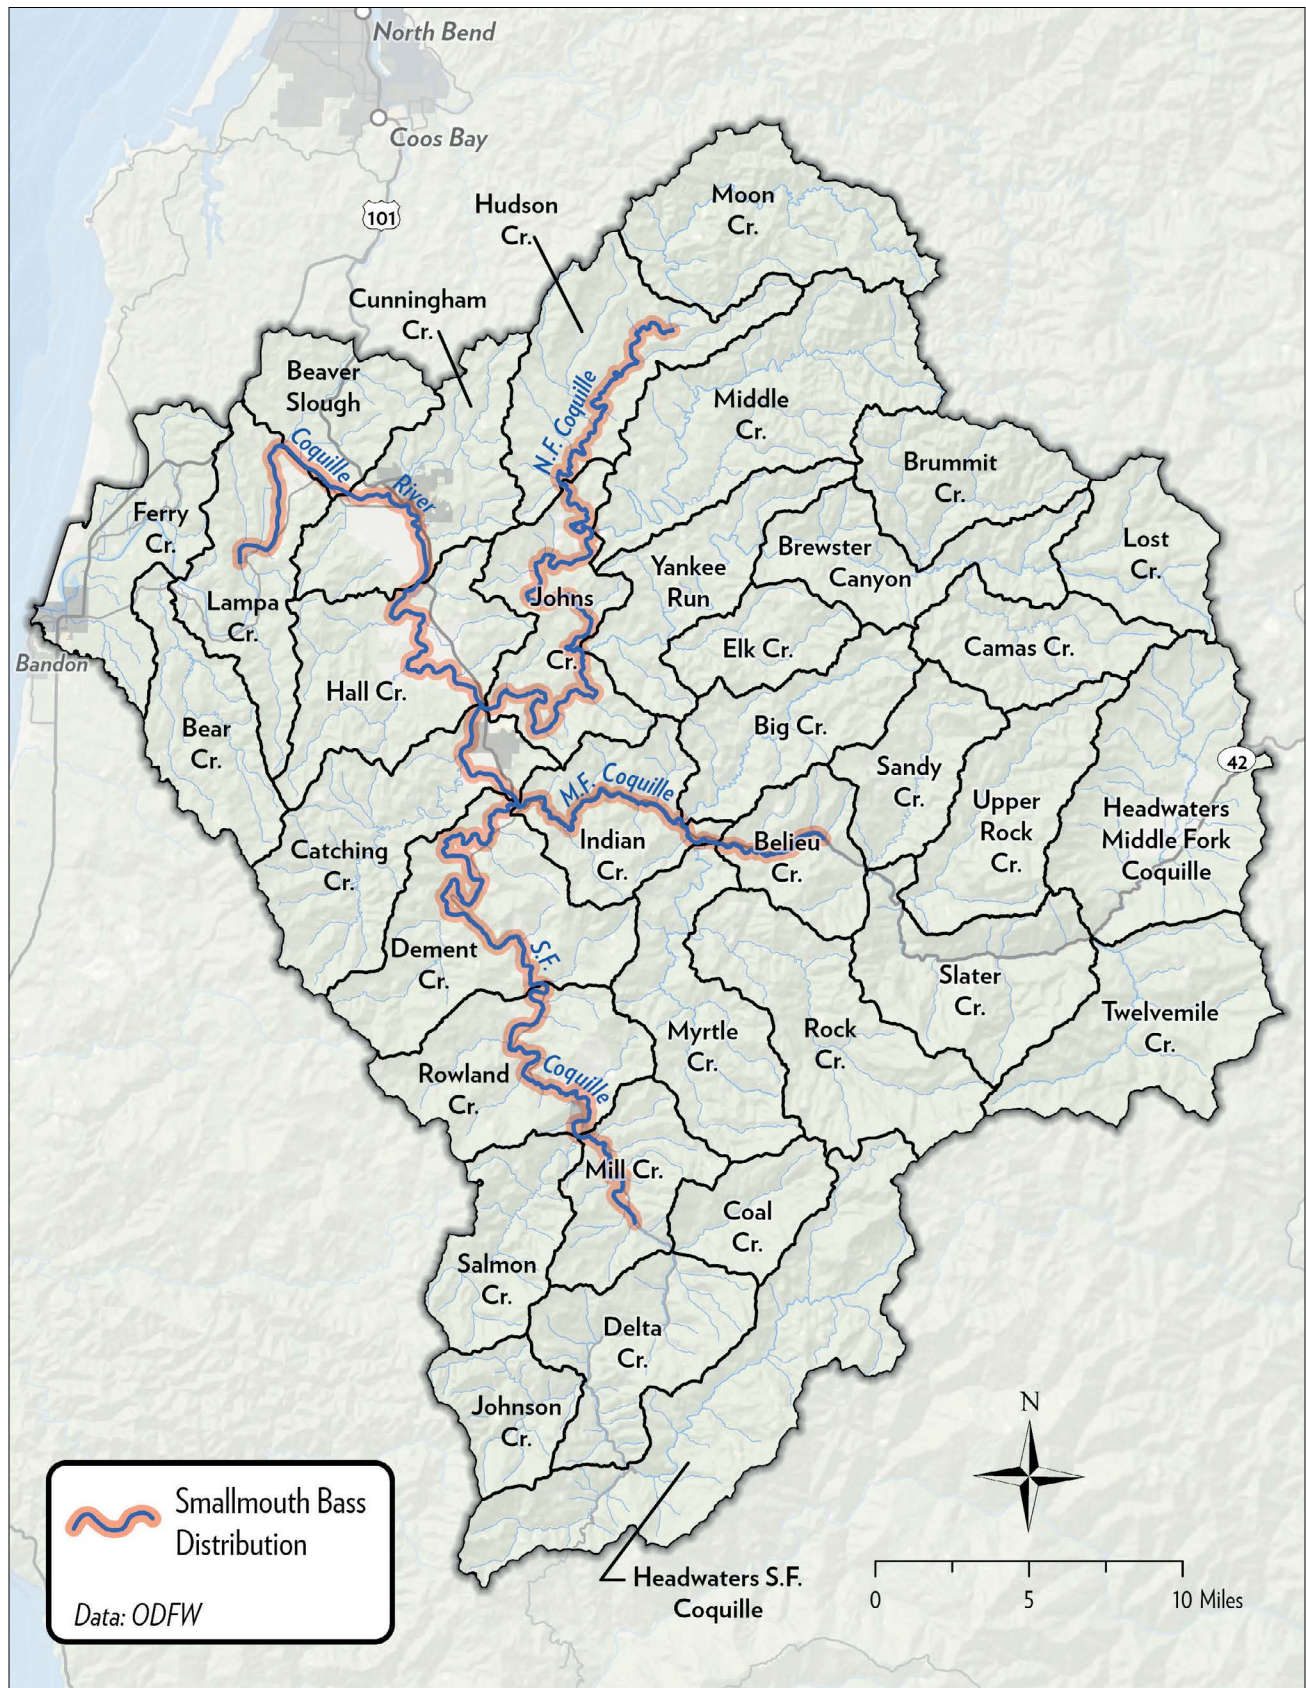 North Bend
Coos Bay
101
Moon
Cr.
Hudson
Cr.
Cunningham
Cr.
Beaver
Slough
N.F. Coquille
Middle
Cr.
Coquille
River
Brummit
Cr.
Ferry
Cr.
Lost
Cr.
Brewster
Canyon
Yankee
Run
Lampa
Cr.
Johns
Cr.
Elk Cr.
Camas Cr.
Bandon
Hall Cr.
Bear
Cr.
Big Cr.
42
Sandy
Cr.
M.F. Coquille
Upper
Rock
Cr.
Headwaters
Middle Fork
Coquille
Indian
Cr.
Belieu
Cr.
Catching
Cr.
Dement
Cr.
S.F.
Coquille
Slater
Cr.
Twelvemile
Cr.
Myrtle
Cr.
Rock
Cr.
Rowland
Cr.
Mill Cr.
Coal
Cr.
Salmon
Cr.
Delta
Cr.
Johnson
Cr.
N
Smallmouth Bass
Distribution
Data: ODFW
Headwaters S.F.
Coquille
0 5 10 Miles